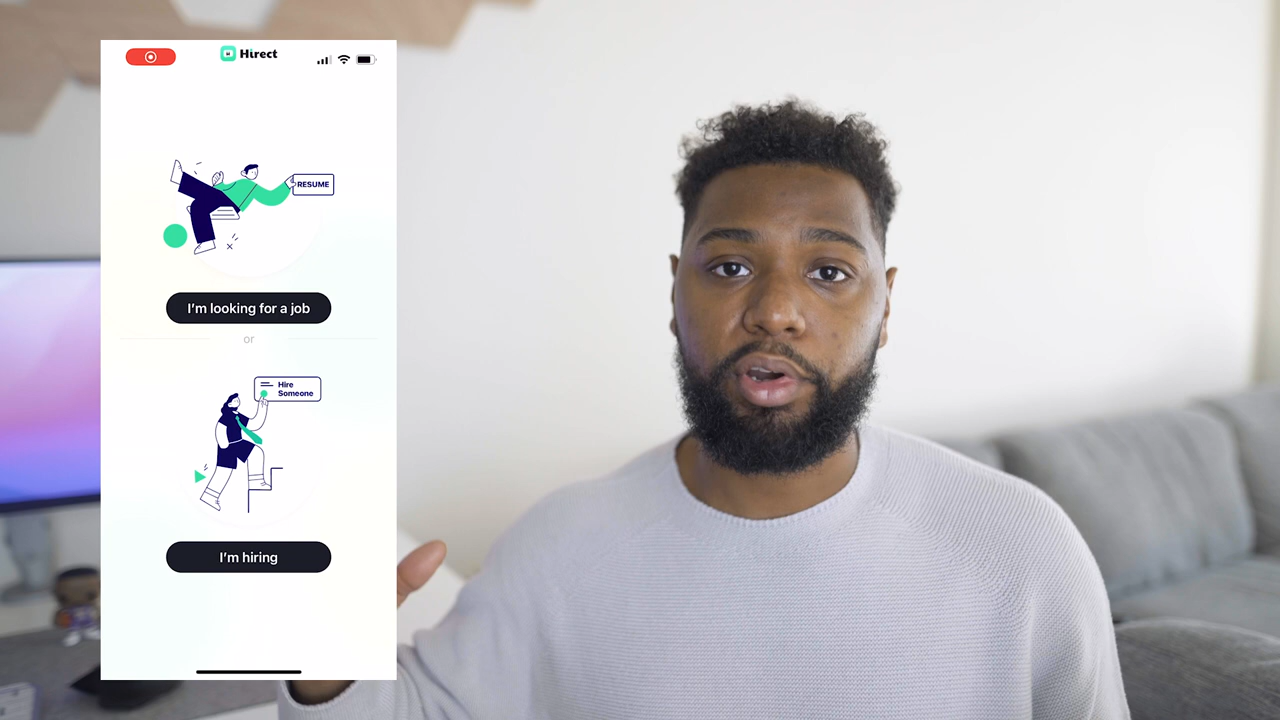 Hirect
RESUME
I'm looking for a job
or
Hire
Someone
I'm hiring